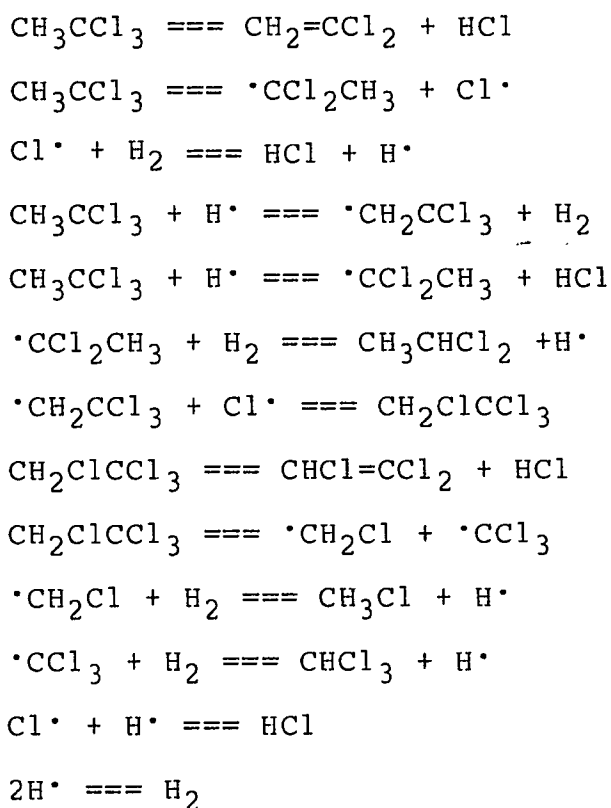 CH₃CCl₃ === CH₂=CCl₂ + HCl
CH₃CCl₃ === •CCl₂CH₃ + Cl•
Cl• + H₂ === HCl + H•
CH₃CCl₃ + H• === •CH₂CCl₃ + H₂
CH₃CCl₃ + H• === •CCl₂CH₃ + HCl
•CCl₂CH₃ + H₂ === CH₃CHCl₂ +H•
•CH₂CCl₃ + Cl• === CH₂ClCCl₃
CH₂ClCCl₃ === CHCl=CCl₂ + HCl
CH₂ClCCl₃ === •CH₂Cl + •CCl₃
•CH₂Cl + H₂ === CH₃Cl + H•
•CCl₃ + H₂ === CHCl₃ + H•
Cl• + H• === HCl
2H• === H₂